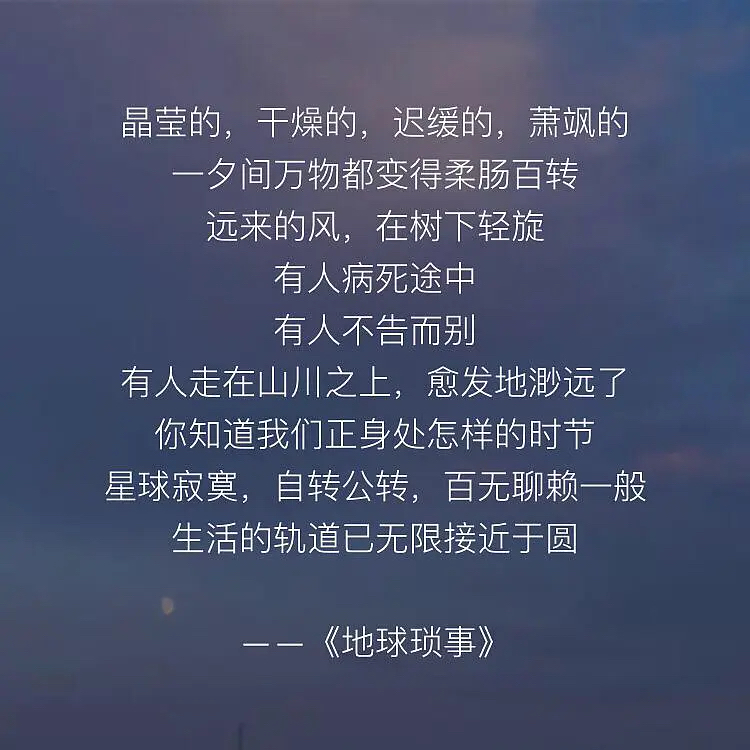 晶莹的，干燥的，迟缓的，萧飒的
一夕间万物都变得柔肠百转
远来的风，在树下轻旋
有人病死途中
有人不告而别
有人走在山川之上，愈发地渺远了
你知道我们正身处怎样的时节
星球寂寞，自转公转，百无聊赖一般
生活的轨道已无限接近于圆
——《地球琐事》